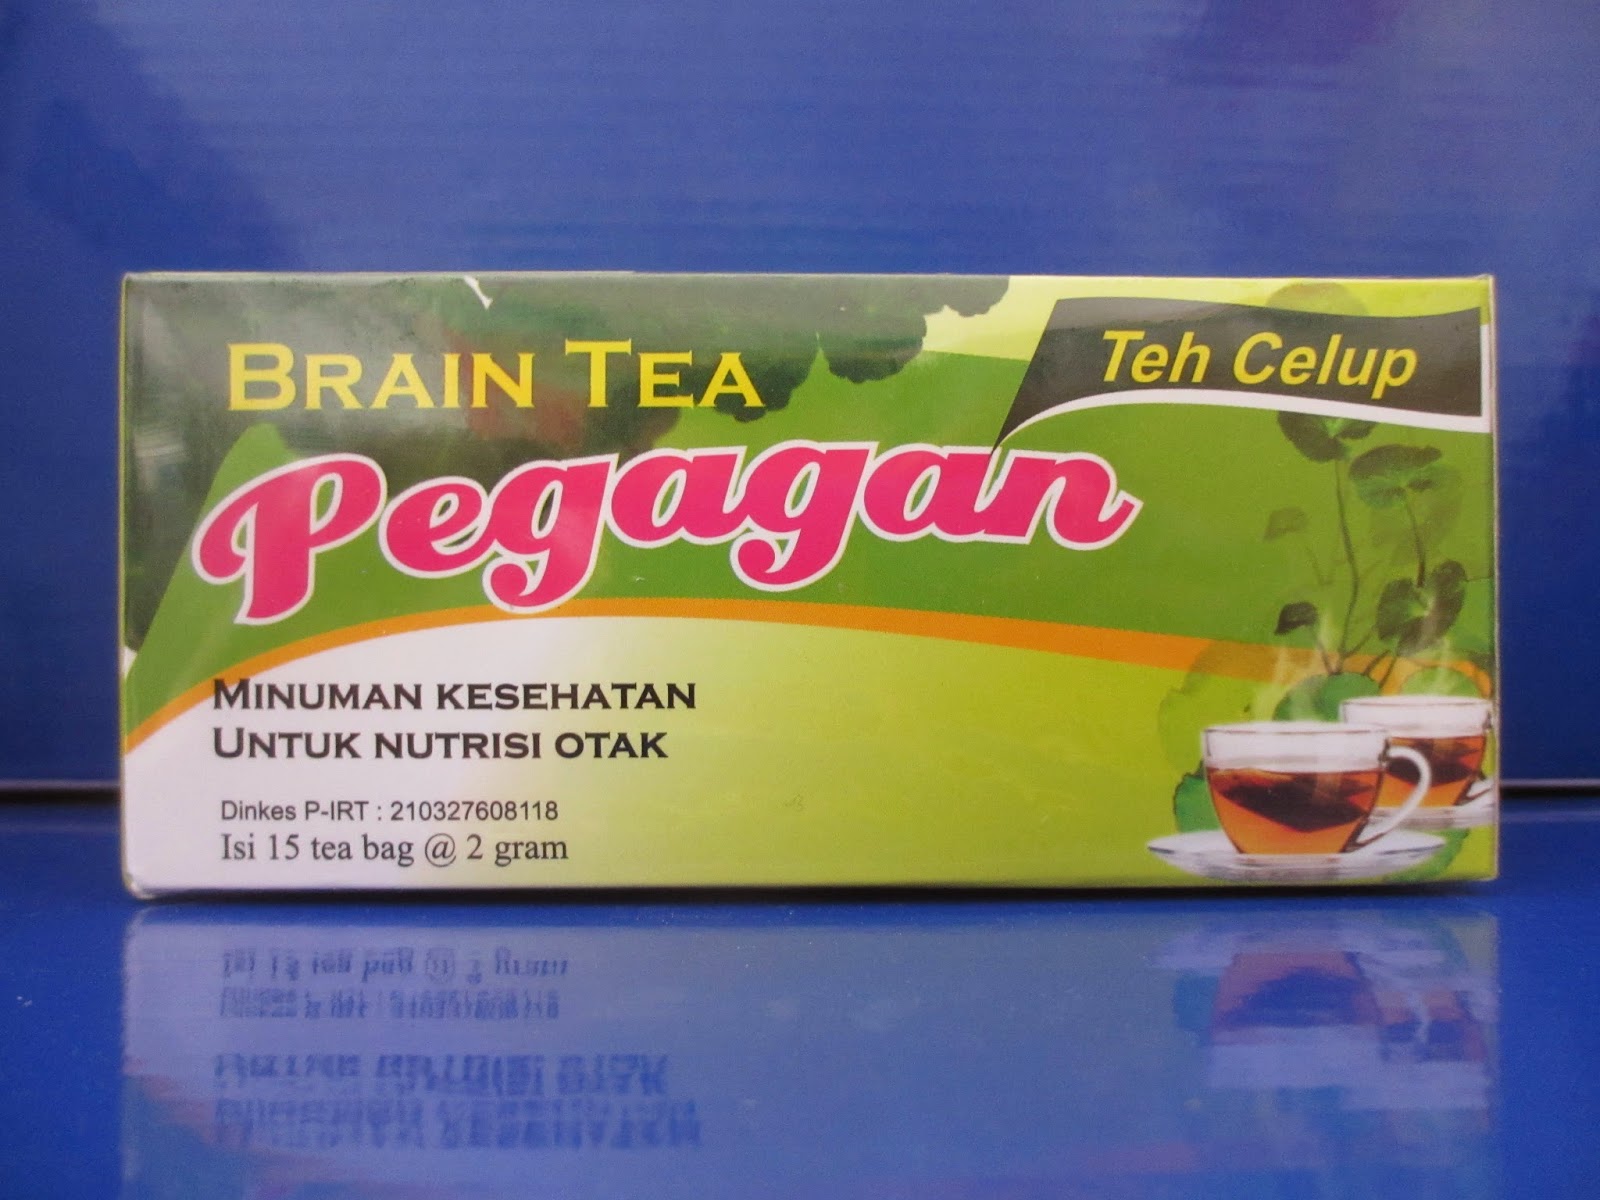 BRAIN TEA
Teh Celup
Pegagan
MINUMAN KESEHATAN
UNTUK NUTRISI OTAK
Dinkes P-IRT : 210327608118
Isi 15 tea bag @ 2 gram